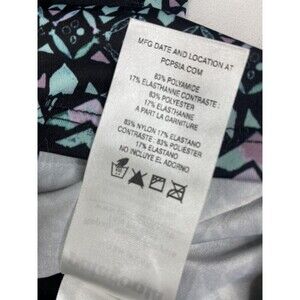 MFG DATE AND LOCATION AT
PCPSIA.COM
83% POLYAMIDE
17% ELASTHANNE CONTRASTE :
83% POLYESTER
17% ELASTHANNE
A PART LA GARNITURE
83% NYLON 17% ELASTANO
CONTRASTE : 83% POLIÉSTER
17% ELASTANO
NO INCLUYE EL ADORNO